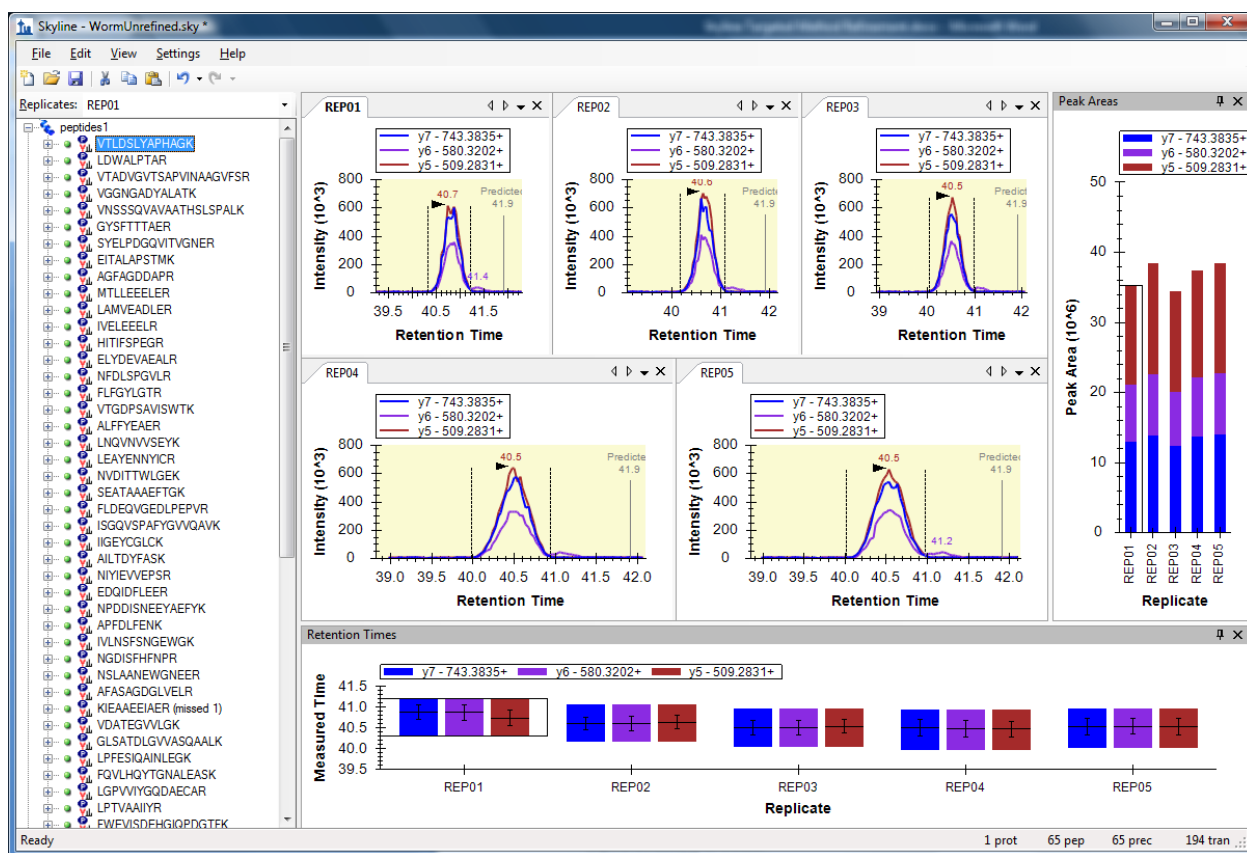 Skyline - WormUnrefined.sky *
File Edit View Settings Help
Replicates: REP01
peptides1
VTLDSLYAPHAGK
LDWALPTAR
VTADVGVTSAPVINAAGVFSR
VGGNGADYALATK
VNSSSQVAVAATHSLSPALK
GYSFTTTAER
SYELPDGQVITVGNER
EITALAPSTMK
AGFAGDDAPR
MTLLEEELER
LAMVEADLER
IVELEEELR
HITIFSPEGR
ELYDEVAEALR
NFDLSPGVLR
FLFGYLGTR
VTGDPSAVISWTK
ALFFYEAER
LNQVNVVSEYK
LEAYENNYICR
NVDITTWLGEK
SEATAAAEFTGK
FLDEQVGEDLPEPVR
ISGQVSPAFYGVVQAVK
IIGEYCGLCK
AILTDYFASK
NIYIEVVEPSR
EDQIDFLEER
NPDDISNEEYAEFYK
APFDLFENK
IVLNSFSNGEWGK
NGDISFHFNPR
NSLAANEWGNEER
AFASAGDGLVELR
KIEAAEEIAER (missed 1)
VDATEGVVLGK
GLSATDLGVVASQAALK
LPFESIQAINLEGK
FQVLHQYTGNALEASK
LGPVVIYGQDAECAR
LPTVAAIIYR
FWEVISDEHGIQPDGTFK
REP01
y7 - 743.3835+
y6 - 580.3202+
y5 - 509.2831+
Intensity (10^3)
800
600
400
200
0
40.7
Predicte
41.9
41.4
39.5 40.5 41.5
Retention Time
REP02
y7 - 743.3835+
y6 - 580.3202+
y5 - 509.2831+
Intensity (10^3)
800
600
400
200
0
40.6
Predicte
41.9
40 41 42
Retention Time
REP03
y7 - 743.3835+
y6 - 580.3202+
y5 - 509.2831+
Intensity (10^3)
800
600
400
200
0
40.5
Predicte
41.9
39 40 41 42
Retention Time
REP04
y7 - 743.3835+
y6 - 580.3202+
y5 - 509.2831+
Intensity (10^3)
800
600
400
200
0
40.5
Predicte
41.9
39.0 39.5 40.0 40.5 41.0 41.5 42.0
Retention Time
REP05
y7 - 743.3835+
y6 - 580.3202+
y5 - 509.2831+
Intensity (10^3)
800
600
400
200
0
40.5
Predicte
41.9
41.2
39.0 39.5 40.0 40.5 41.0 41.5 42.0
Retention Time
Peak Areas
y7 - 743.3835+
y6 - 580.3202+
y5 - 509.2831+
Peak Area (10^6)
50
40
30
20
10
0
REP01
REP02
REP03
REP04
REP05
Replicate
Retention Times
y7 - 743.3835+ y6 - 580.3202+ y5 - 509.2831+
Measured Time
41.5
41.0
40.5
40.0
39.5
REP01 REP02 REP03 REP04 REP05
Replicate
Ready 1 prot 65 pep 65 prec 194 tran